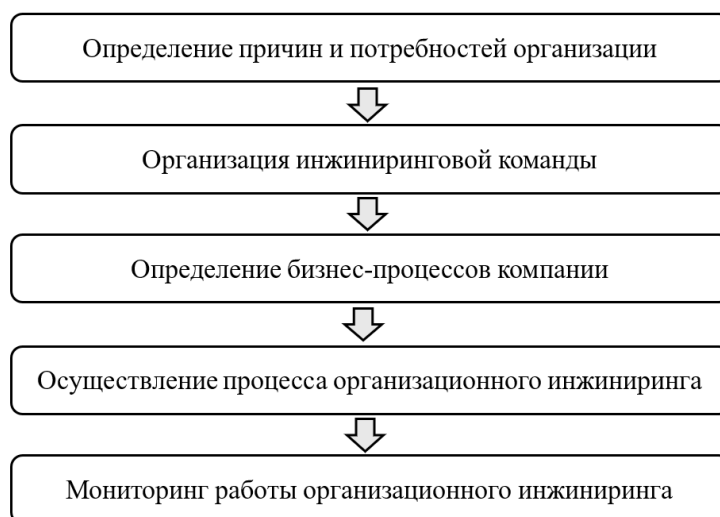 Определение причин и потребностей организации
Организация инжиниринговой команды
Определение бизнес-процессов компании
Осуществление процесса организационного инжиниринга
Мониторинг работы организационного инжиниринга